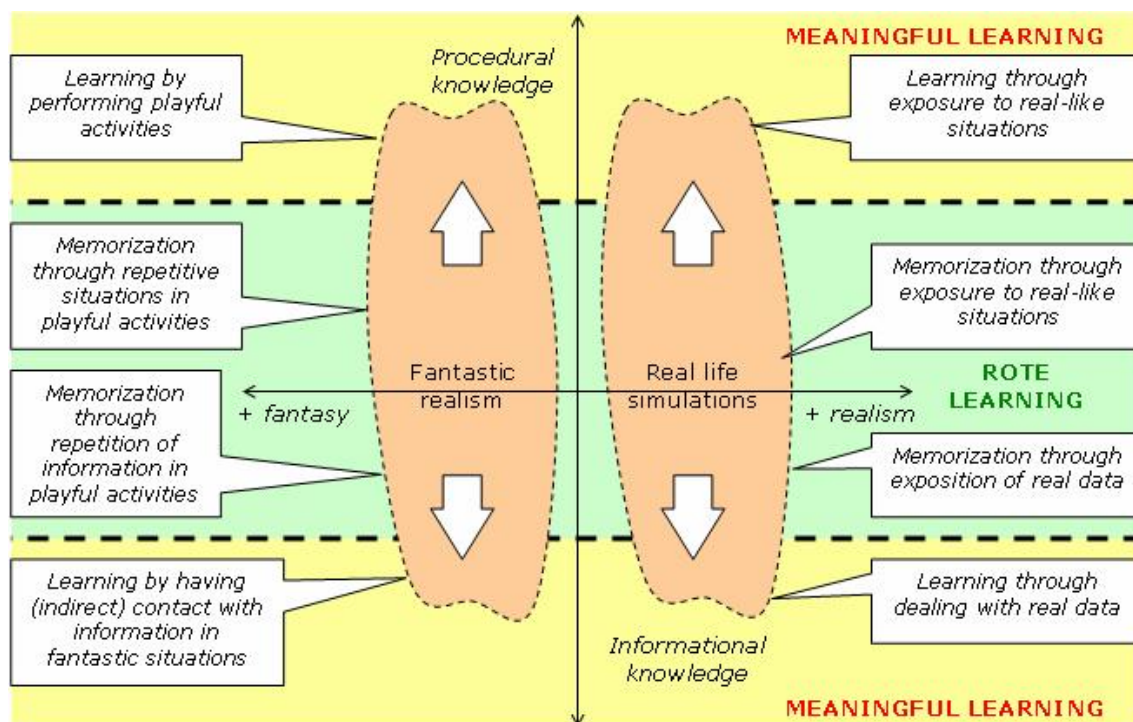 MEANINGFUL LEARNING
Procedural
knowledge
Learning by
performing playful
activities
Learning through
exposure to real-like
situations
Memorization
through repetitive
situations in
playful activities
Memorization through
exposure to real-like
situations
Fantastic
realism
Real life
simulations
+ fantasy
+ realism
ROTE
LEARNING
Memorization
through
repetition of
information in
playful activities
Memorization through
exposition of real data
Learning by having
(indirect) contact with
information in
fantastic situations
Learning through
dealing with real data
Informational
knowledge
MEANINGFUL LEARNING